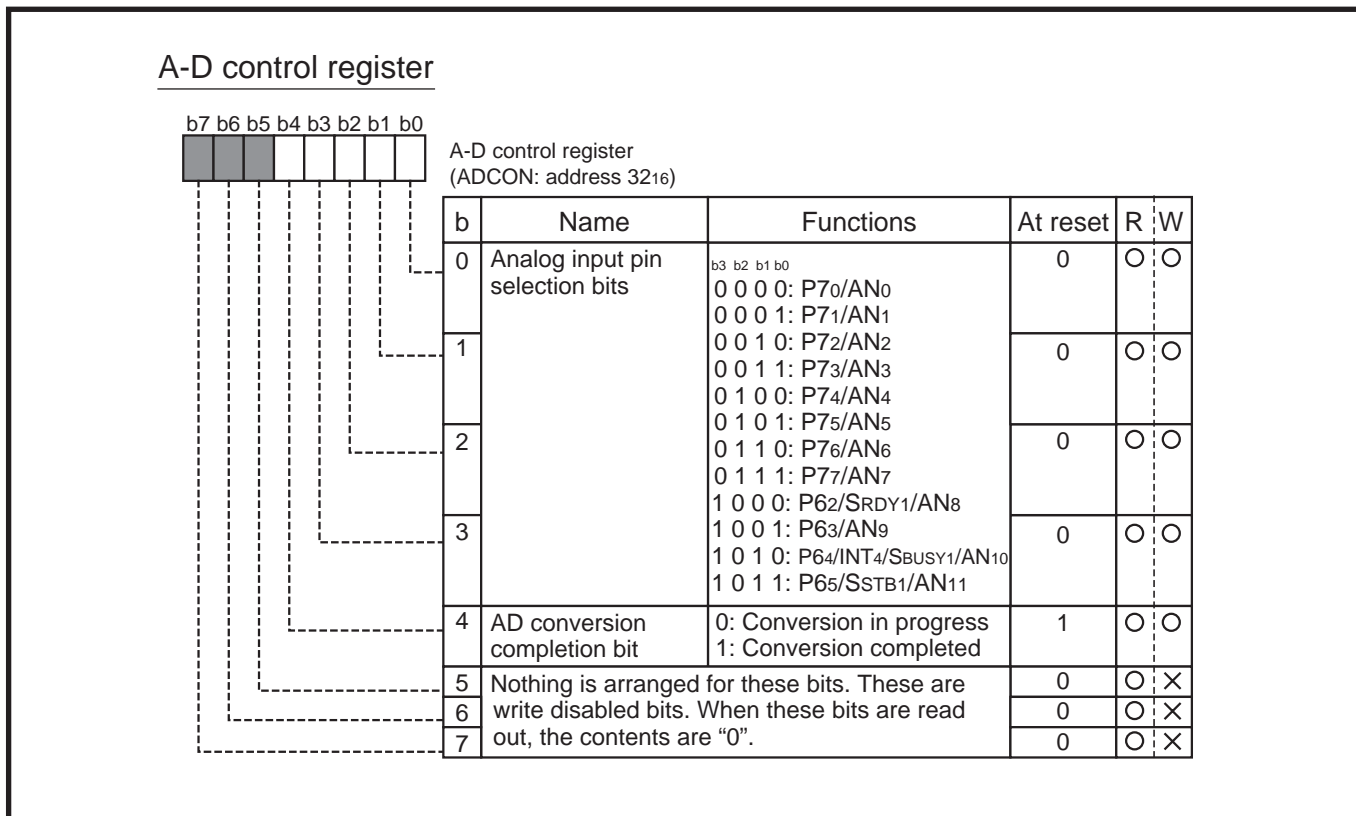 A-D control register
b7 b6 b5 b4 b3 b2 b1 b0
A-D control register
(ADCON: address 3216)
b Name Functions At reset R W
0 Analog input pin selection bits 0 O O
b3 b2 b1 b0
0 0 0 0: P70/AN0
0 0 0 1: P71/AN1
1 0 O O
0 0 1 0: P72/AN2
0 0 1 1: P73/AN3
0 1 0 0: P74/AN4
0 1 0 1: P75/AN5
2 0 O O
0 1 1 0: P76/AN6
0 1 1 1: P77/AN7
1 0 0 0: P62/SRDY1/AN8
3 0 O O
1 0 0 1: P63/AN9
1 0 1 0: P64/INT4/SBUSY1/AN10
1 0 1 1: P65/SSTB1/AN11
4 AD conversion 0: Conversion in progress 1 O O
completion bit 1: Conversion completed
5 Nothing is arranged for these bits. These are 0 O ×
6 write disabled bits. When these bits are read 0 O ×
7 out, the contents are “0”. 0 O ×